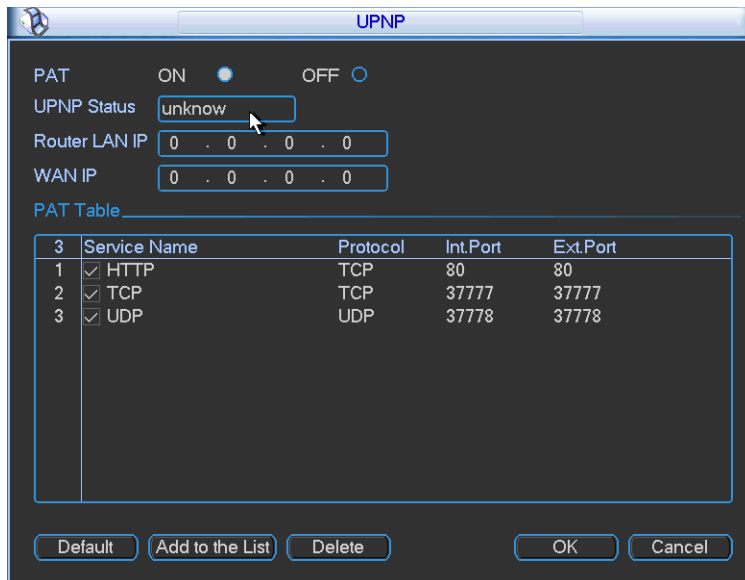 UPNP
PAT ON OFF
UPNP Status unknow
Router LAN IP 0 . 0 . 0 . 0
WAN IP 0 . 0 . 0 . 0
PAT Table
3 Service Name Protocol Int.Port Ext.Port
1 HTTP TCP 80 80
2 TCP TCP 37777 37777
3 UDP UDP 37778 37778
Default Add to the List Delete OK Cancel